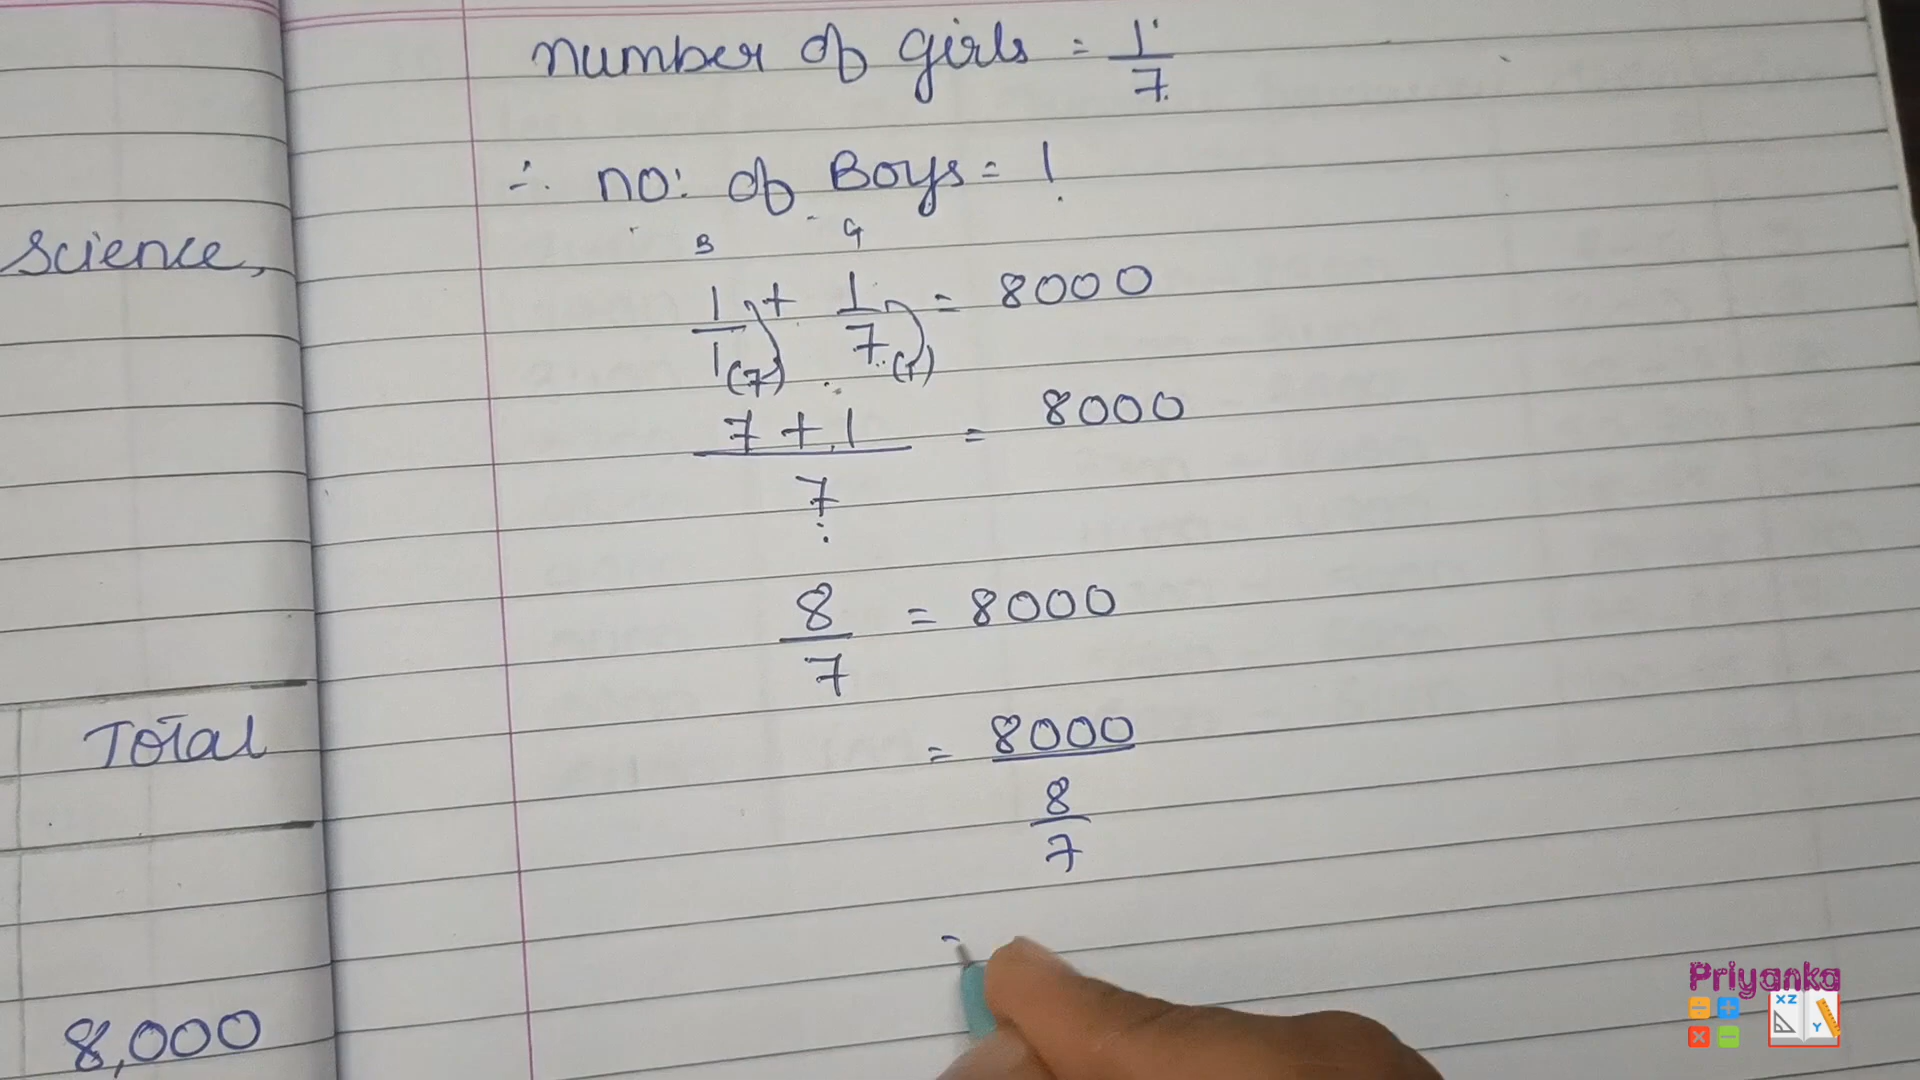 science,
Total
8,000
number of girls = 1/7
∴ no: of Boys = 1
B G
1/1 (7) + 1/7 (1) = 8000
7 + 1 / 7 = 8000
8/7 = 8000
= 8000 / 8/7
Priyanka
XZ
Y